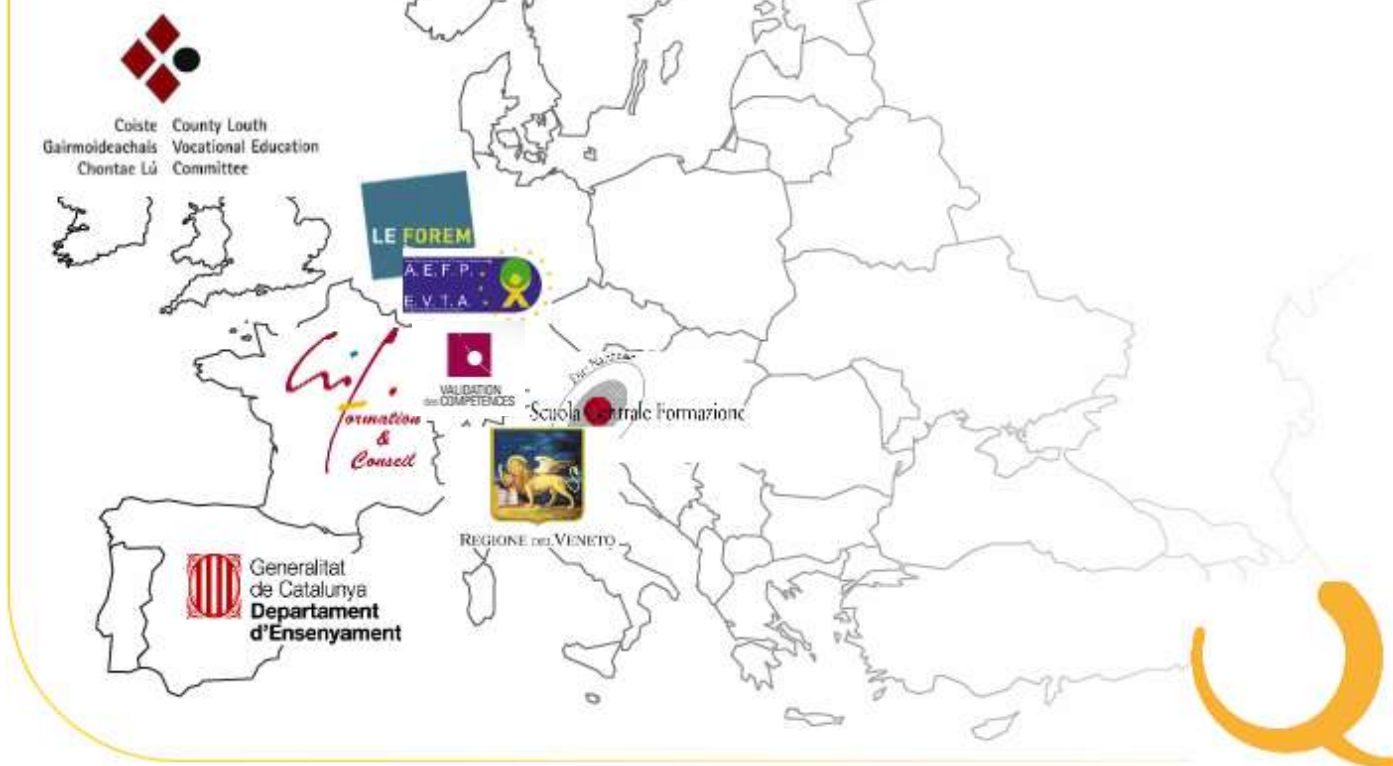 Coiste County Louth
Gairmoideachais Vocational Education
Chontae Lú Committee
LE FOREM
A.E.F.P.
E.V.T.A.
Cif.
formation
&
Conseil
VALIDATION
des COMPETENCES
Scuola Centrale Formazione
REGIONE DEL VENETO
Generalitat
de Catalunya
Departament
d'Ensenyament